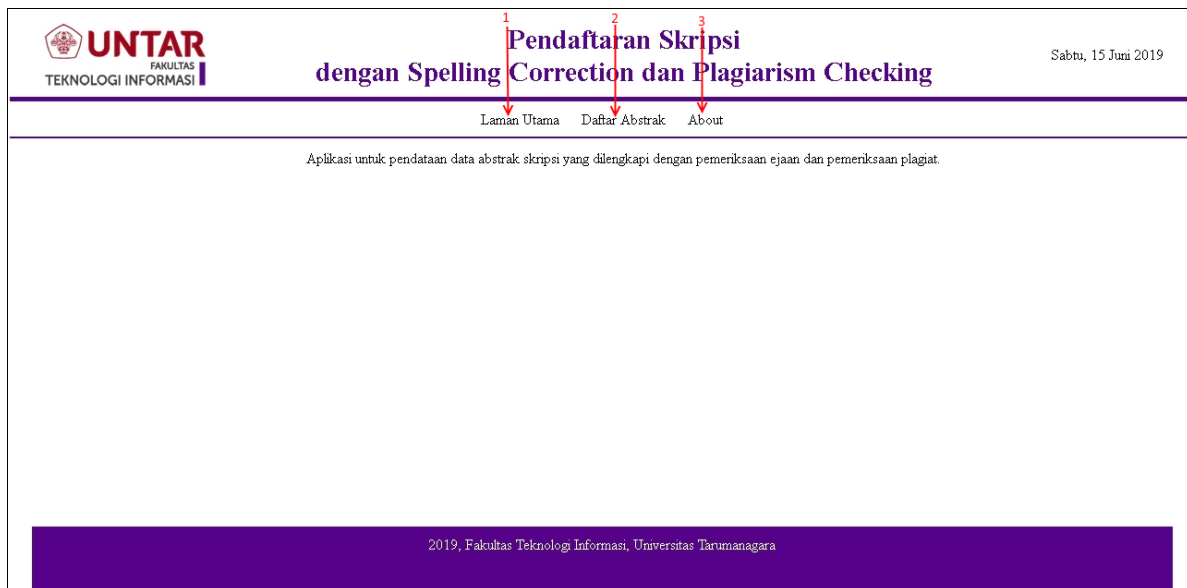 1
2
3
UNTAR
FAKULTAS
TEKNOLOGI INFORMASI
Pendaftaran Skripsi
dengan Spelling Correction dan Plagiarism Checking
Sabtu, 15 Juni 2019
Laman Utama Daftar Abstrak About
Aplikasi untuk pendataan data abstrak skripsi yang dilengkapi dengan pemeriksaan ejaan dan pemeriksaan plagiat.
2019, Fakultas Teknologi Informasi, Universitas Tarumanagara